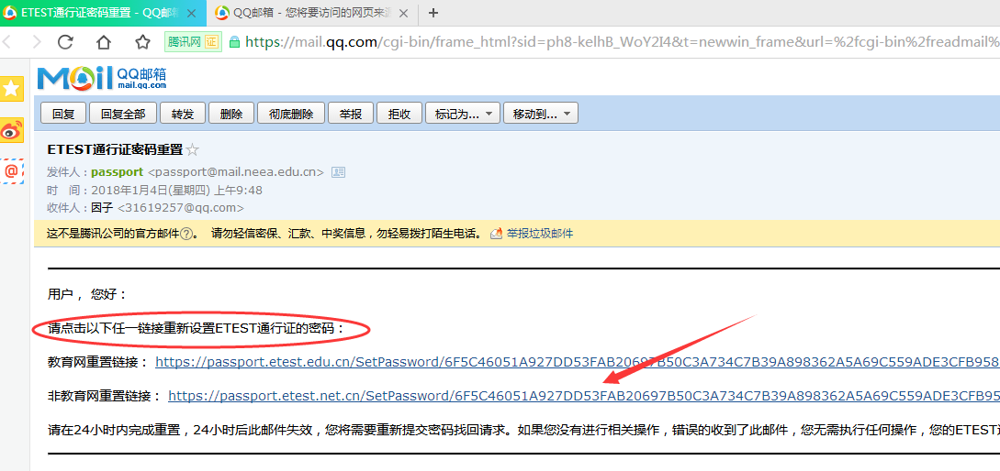 ETEST通行证密码重置 - QQ邮
QQ邮箱 - 您将要访问的网页来
腾讯网 证 https://mail.qq.com/cgi-bin/frame_html?sid=ph8-kelhB_WoY2I4&t=newwin_frame&url=%2fcgi-bin%2freadmail%
Mail QQ邮箱
mail.qq.com
回复 回复全部 转发 删除 彻底删除 举报 拒收 标记为... 移动到...
ETEST通行证密码重置
发件人：passport <passport@mail.neea.edu.cn>
时 间：2018年1月4日(星期四) 上午9:48
收件人：因子 <31619257@qq.com>
这不是腾讯公司的官方邮件?。 请勿轻信密保、汇款、中奖信息，勿轻易拨打陌生电话。 举报垃圾邮件
用户， 您好：
请点击以下任一链接重新设置ETEST通行证的密码：
教育网重置链接： https://passport.etest.edu.cn/SetPassword/6F5C46051A927DD53FAB20697B50C3A734C7B39A898362A5A69C559ADE3CFB958
非教育网重置链接： https://passport.etest.net.cn/SetPassword/6F5C46051A927DD53FAB20697B50C3A734C7B39A898362A5A69C559ADE3CFB95
请在24小时内完成重置，24小时后此邮件失效，您将需要重新提交密码找回请求。如果您没有进行相关操作，错误的收到了此邮件，您无需执行任何操作，您的ETEST